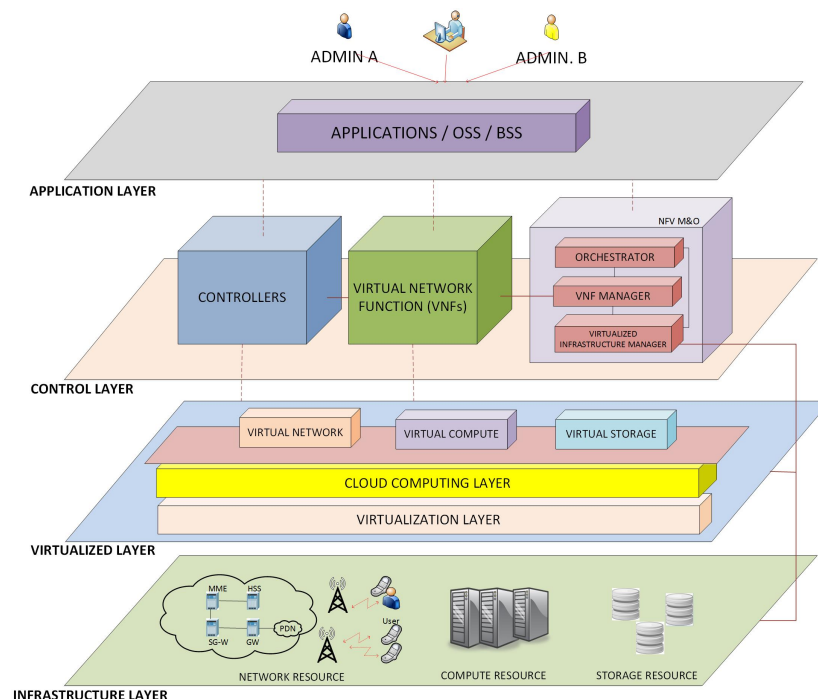 ADMIN A
ADMIN. B
APPLICATIONS / OSS / BSS
APPLICATION LAYER
NFV M&O
ORCHESTRATOR
CONTROLLERS
VIRTUAL NETWORK
FUNCTION (VNFs)
VNF MANAGER
VIRTUALIZED
INFRASTRUCTURE MANAGER
CONTROL LAYER
VIRTUAL NETWORK
VIRTUAL COMPUTE
VIRTUAL STORAGE
CLOUD COMPUTING LAYER
VIRTUALIZATION LAYER
VIRTUALIZED LAYER
MME
HSS
SG-W
GW
PDN
User
NETWORK RESOURCE
COMPUTE RESOURCE
STORAGE RESOURCE
INFRASTRUCTURE LAYER